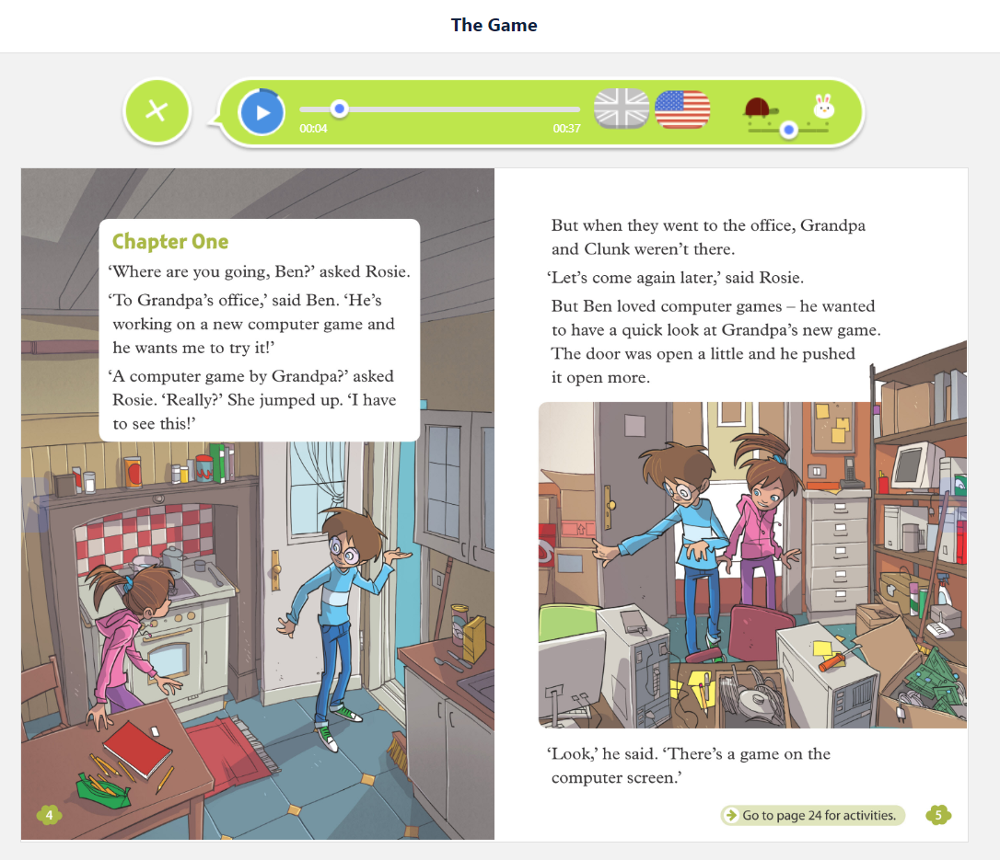 The Game
00:04
00:37
Chapter One
‘Where are you going, Ben?’ asked Rosie.
‘To Grandpa’s office,’ said Ben. ‘He’s
working on a new computer game and
he wants me to try it!’
‘A computer game by Grandpa?’ asked
Rosie. ‘Really?’ She jumped up. ‘I have
to see this!’
4
But when they went to the office, Grandpa
and Clunk weren’t there.
‘Let’s come again later,’ said Rosie.
But Ben loved computer games – he wanted
to have a quick look at Grandpa’s new game.
The door was open a little and he pushed
it open more.
‘Look,’ he said. ‘There’s a game on the
computer screen.’
Go to page 24 for activities.
5